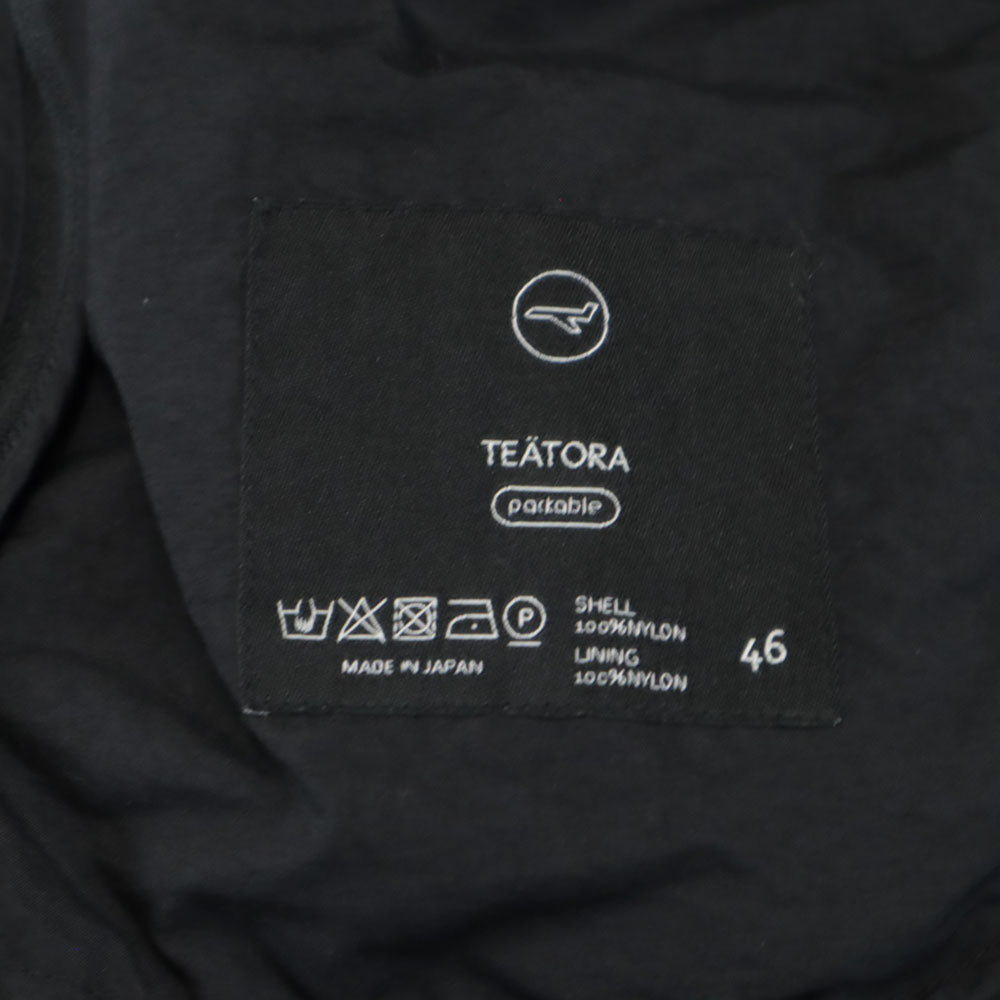 TEÄTORA
packable
P
MADE IN JAPAN
SHELL
100%NYLON
LINING
100%NYLON
46